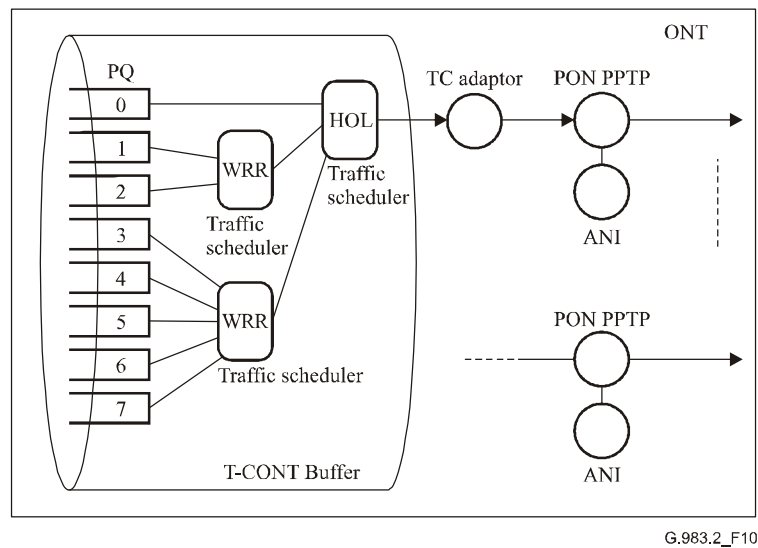 ONT
PQ
TC adaptor
PON PPTP
0
HOL
1
WRR
Traffic
scheduler
2
Traffic
scheduler
3
ANI
4
5
WRR
PON PPTP
6
Traffic scheduler
7
T-CONT Buffer
ANI
G.983.2_F10